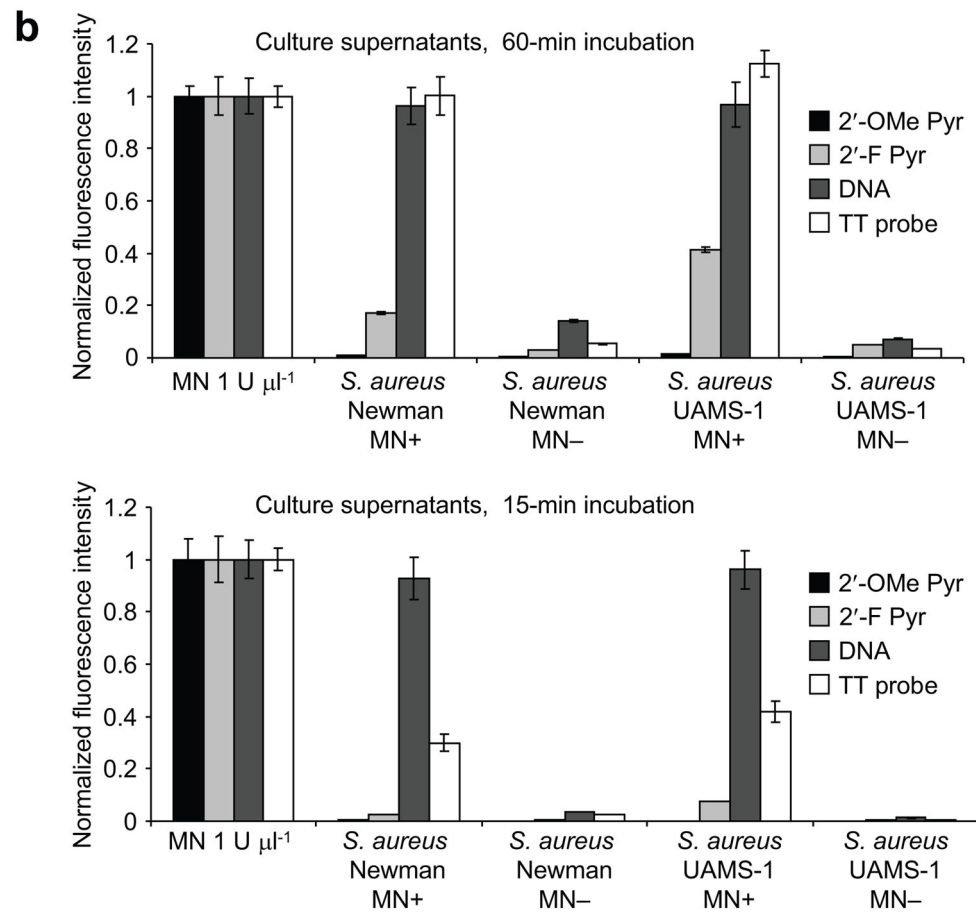 b
Culture supernatants, 60-min incubation
Normalized fluorescence intensity
1.2
1
0.8
0.6
0.4
0.2
0
2′-OMe Pyr
2′-F Pyr
DNA
TT probe
MN 1 U µl-1
S. aureus
Newman
MN+
S. aureus
Newman
MN–
S. aureus
UAMS-1
MN+
S. aureus
UAMS-1
MN–
Culture supernatants, 15-min incubation
Normalized fluorescence intensity
1.2
1
0.8
0.6
0.4
0.2
0
2′-OMe Pyr
2′-F Pyr
DNA
TT probe
MN 1 U µl-1
S. aureus
Newman
MN+
S. aureus
Newman
MN–
S. aureus
UAMS-1
MN+
S. aureus
UAMS-1
MN–